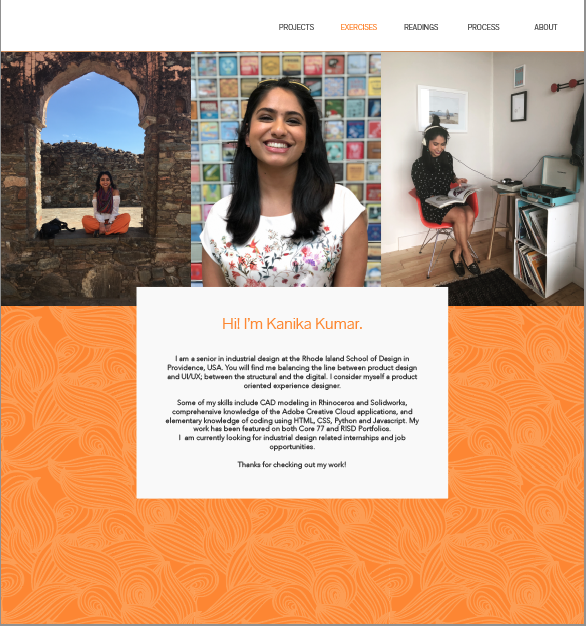 PROJECTS EXERCISES READINGS PROCESS ABOUT
Hi! I'm Kanika Kumar.
I am a senior in industrial design at the Rhode Island School of Design in
Providence, USA. You will find me balancing the line between product design
and UI/UX; between the structural and the digital. I consider myself a product
oriented experience designer.
Some of my skills include CAD modeling in Rhinoceros and Solidworks,
comprehensive knowledge of the Adobe Creative Cloud applications, and
elementary knowledge of coding using HTML, CSS, Python and Javascript. My
work has been featured on both Core 77 and RISD Portfolios.
I am currently looking for industrial design related internships and job
opportunities.
Thanks for checking out my work!